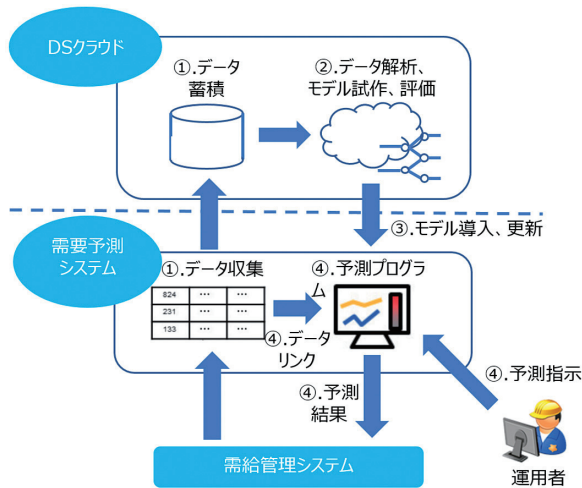 DSクラウド
①.データ
蓄積
②.データ解析、
モデル試作、評価
③.モデル導入、更新
需要予測
システム
①.データ収集
824 … …
231 … …
133 … …
④.データ
リンク
④.予測プログラ
ム
④.予測
結果
④.予測指示
運用者
需給管理システム